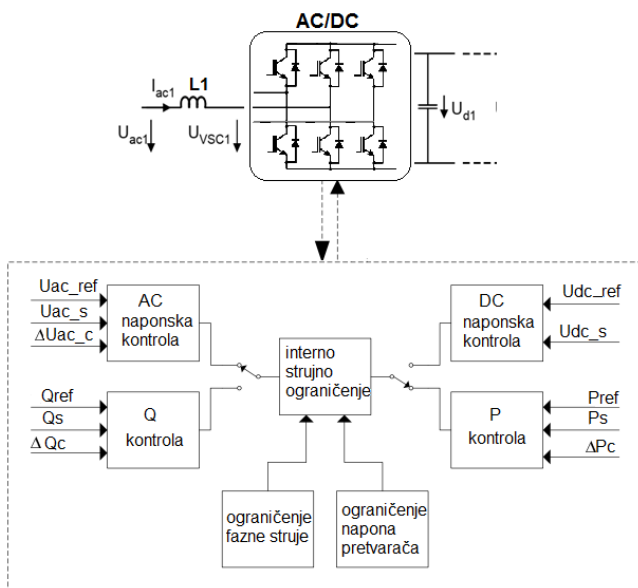 AC/DC
I ac1
L1
Uac1
UVSC1
Ud1
Uac_ref
Uac_s
ΔUac_c
AC
naponska
kontrola
DC
naponska
kontrola
Udc_ref
Udc_s
interno
strujno
ograničenje
Qref
Qs
Δ Qc
Q
kontrola
P
kontrola
Pref
Ps
ΔPc
ograničenje
fazne struje
ograničenje
napona
pretvarača